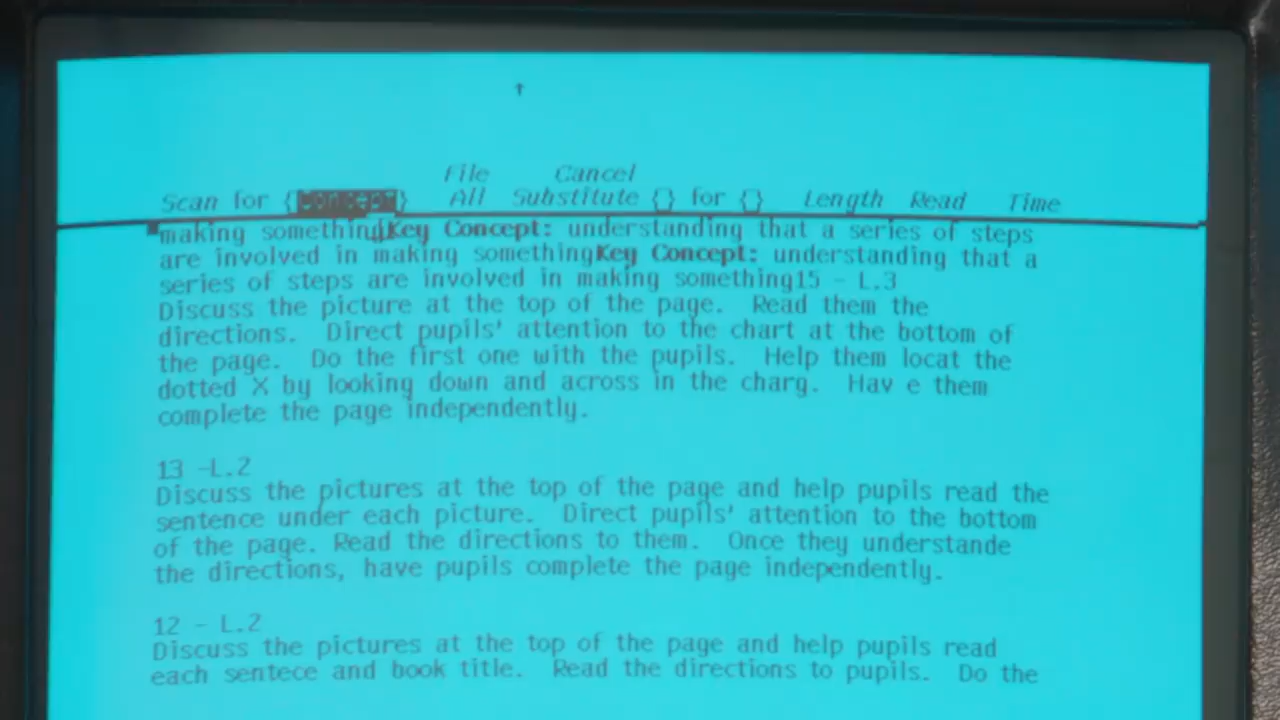 File Cancel
Scan for {Concept} All Substitute {} for {} Length Read Time
making somethingKey Concept: understanding that a series of steps
are involved in making somethingKey Concept: understanding that a
series of steps are involved in making something15 - L.3
Discuss the picture at the top of the page. Read them the
directions. Direct pupils' attention to the chart at the bottom of
the page. Do the first one with the pupils. Help them locat the
dotted X by looking down and across in the charg. Hav e them
complete the page independently.
13 -L.2
Discuss the pictures at the top of the page and help pupils read the
sentence under each picture. Direct pupils' attention to the bottom
of the page. Read the directions to them. Once they understande
the directions, have pupils complete the page independently.
12 - L.2
Discuss the pictures at the top of the page and help pupils read
each sentece and book title. Read the directions to pupils. Do the